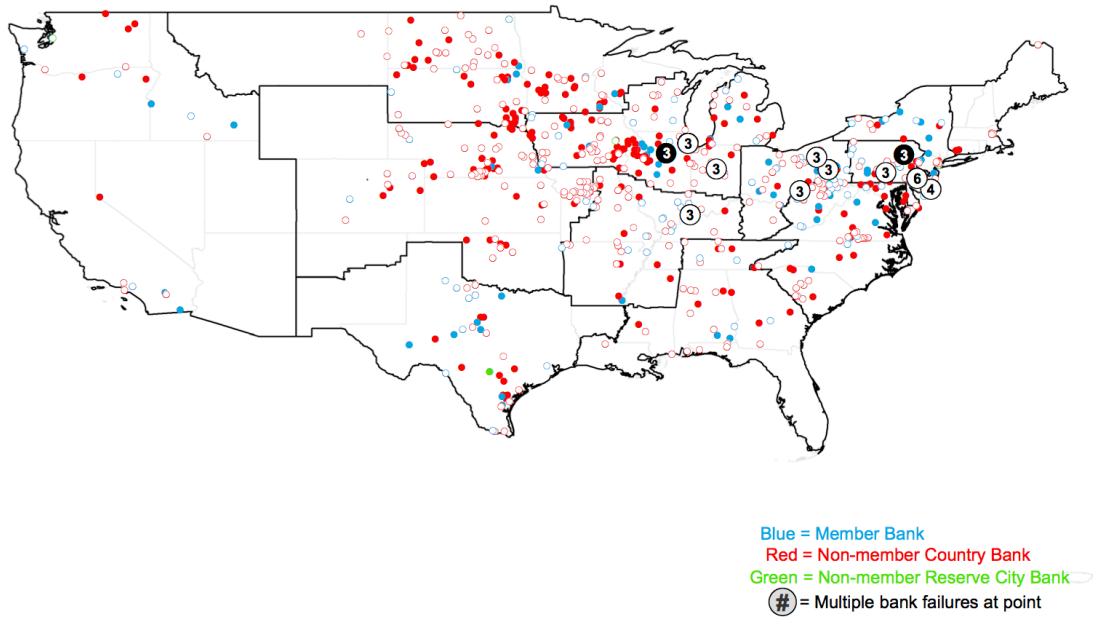 3
3
3
3
3
3
3
3
6
4
3
Blue = Member Bank
Red = Non-member Country Bank
Green = Non-member Reserve City Bank
# = Multiple bank failures at point